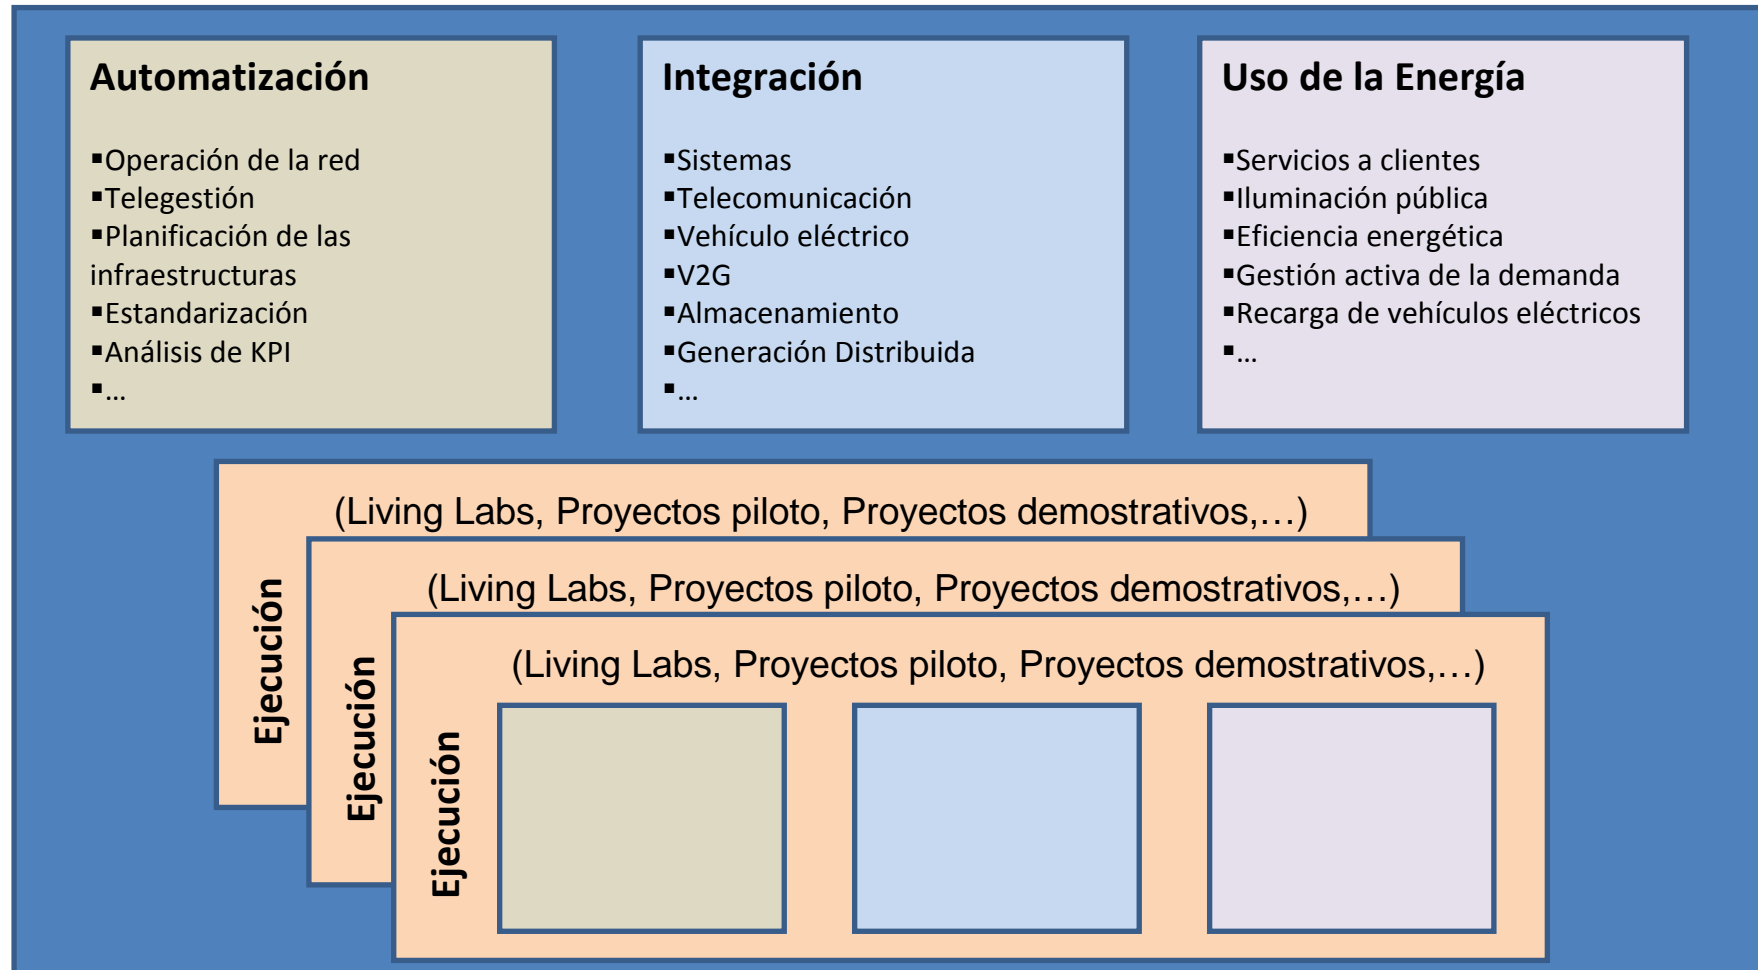 Automatización
▪Operación de la red
▪Telegestión
▪Planificación de las
infraestructuras
▪Estandarización
▪Análisis de KPI
▪...
Integración
▪Sistemas
▪Telecomunicación
▪Vehículo eléctrico
▪V2G
▪Almacenamiento
▪Generación Distribuida
▪...
Uso de la Energía
▪Servicios a clientes
▪Iluminación pública
▪Eficiencia energética
▪Gestión activa de la demanda
▪Recarga de vehículos eléctricos
▪...
(Living Labs, Proyectos piloto, Proyectos demostrativos,…)
Ejecución
(Living Labs, Proyectos piloto, Proyectos demostrativos,…)
Ejecución
(Living Labs, Proyectos piloto, Proyectos demostrativos,…)
Ejecución